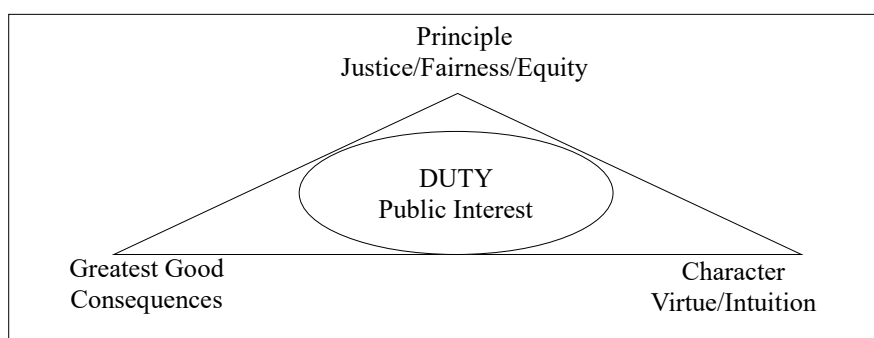 Principle
Justice/Fairness/Equity
DUTY
Public Interest
Greatest Good
Consequences
Character
Virtue/Intuition